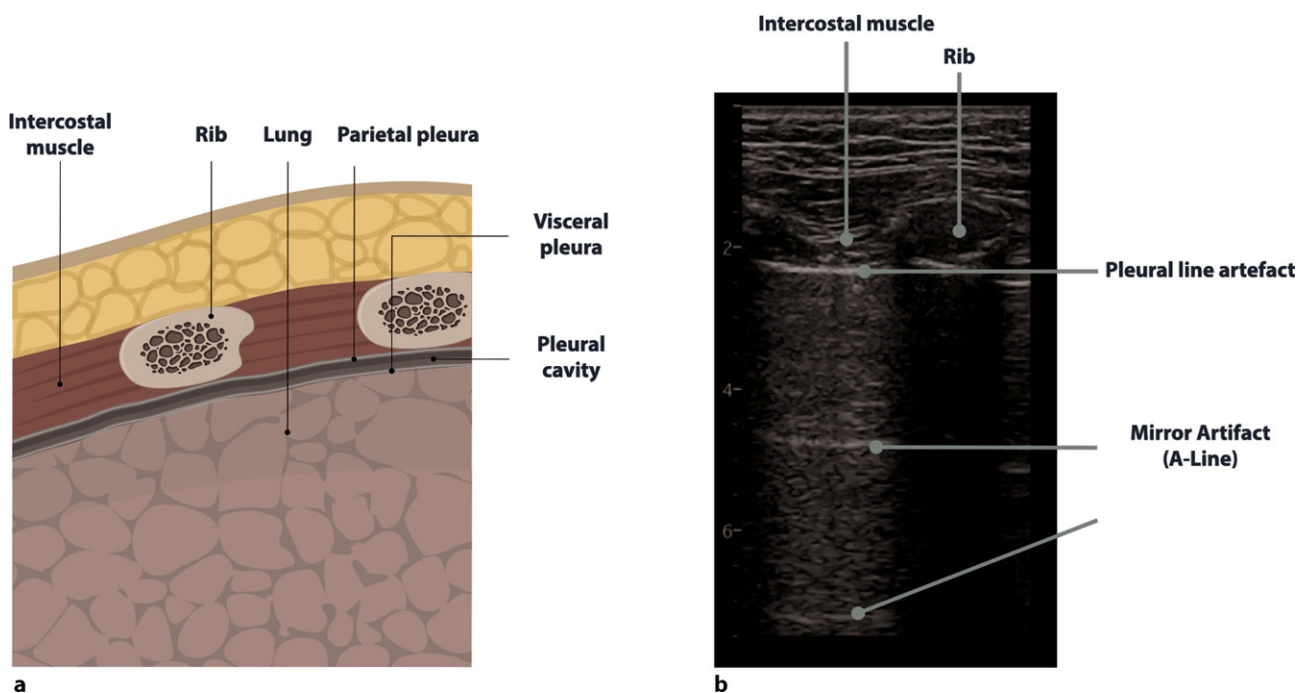 Intercostal
muscle
Rib
Lung
Parietal pleura
Visceral
pleura
Pleural
cavity
a
Intercostal muscle
Rib
2
Pleural line artefact
4
Mirror Artifact
(A-Line)
6
b